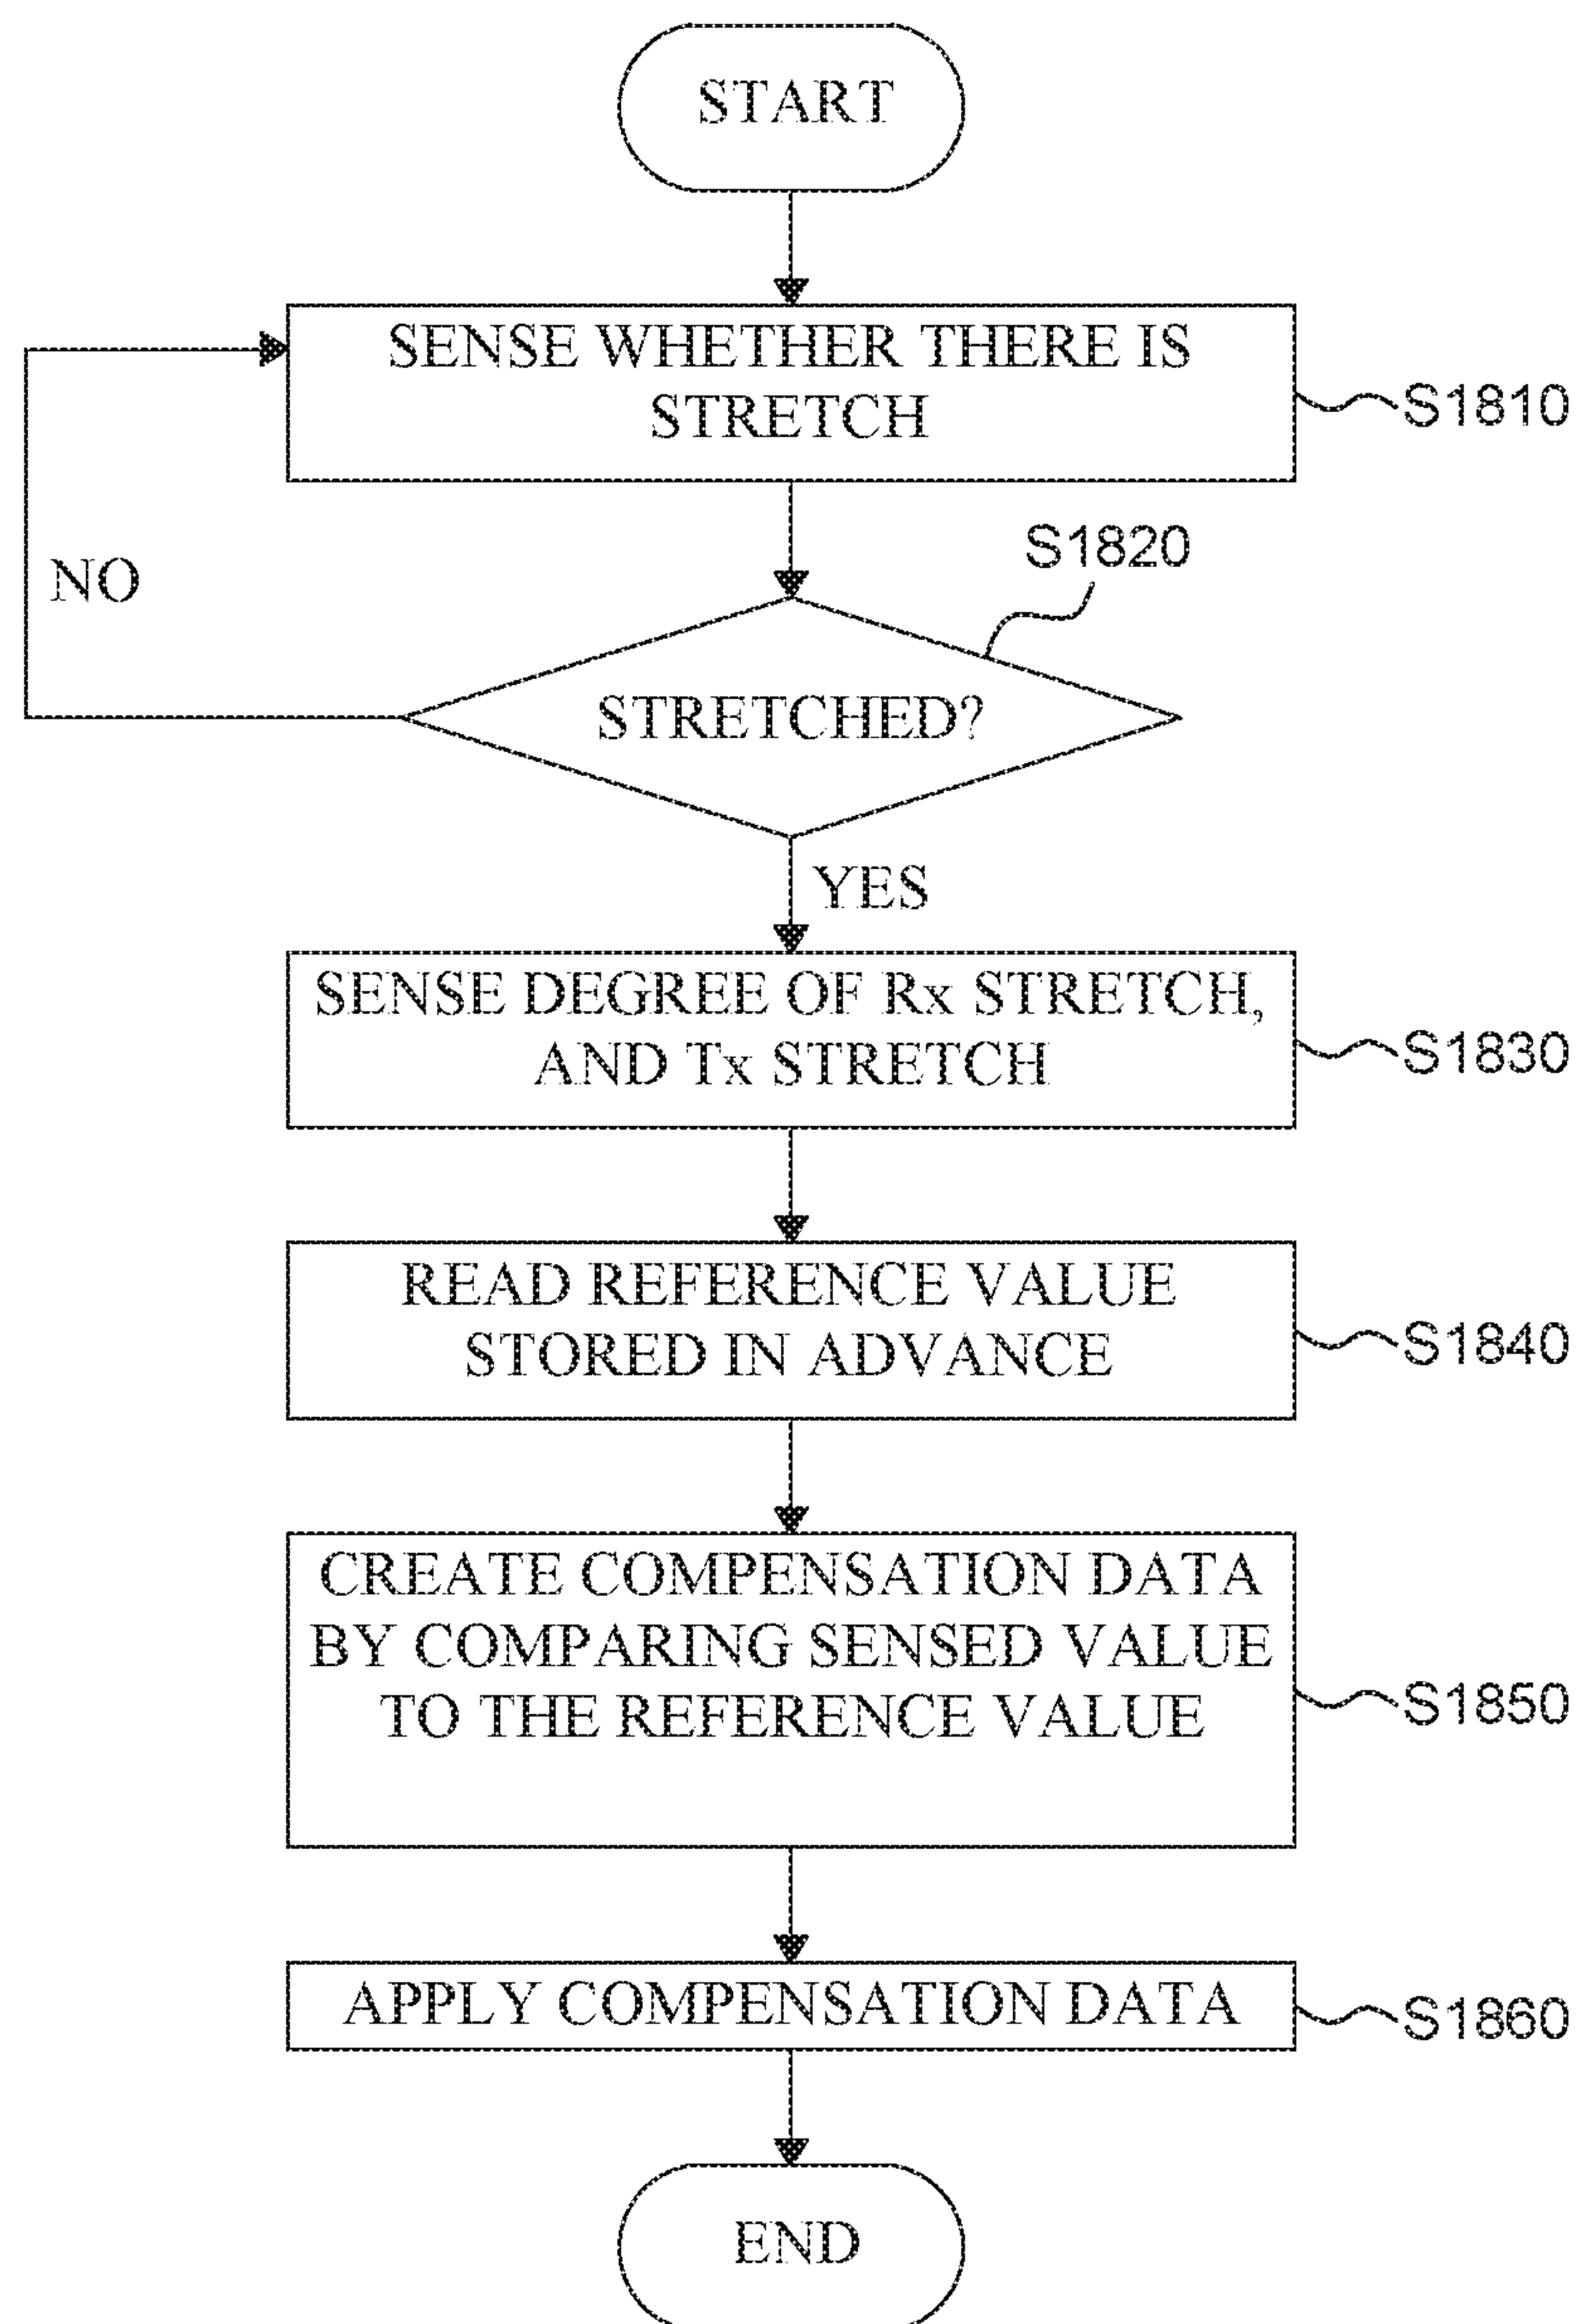 START
SENSE WHETHER THERE IS
STRETCH
S1810
S1820
NO
STRETCHED?
YES
SENSE DEGREE OF Rx STRETCH,
AND Tx STRETCH
S1830
READ REFERENCE VALUE
STORED IN ADVANCE
S1840
CREATE COMPENSATION DATA
BY COMPARING SENSED VALUE
TO THE REFERENCE VALUE
S1850
APPLY COMPENSATION DATA
S1860
END